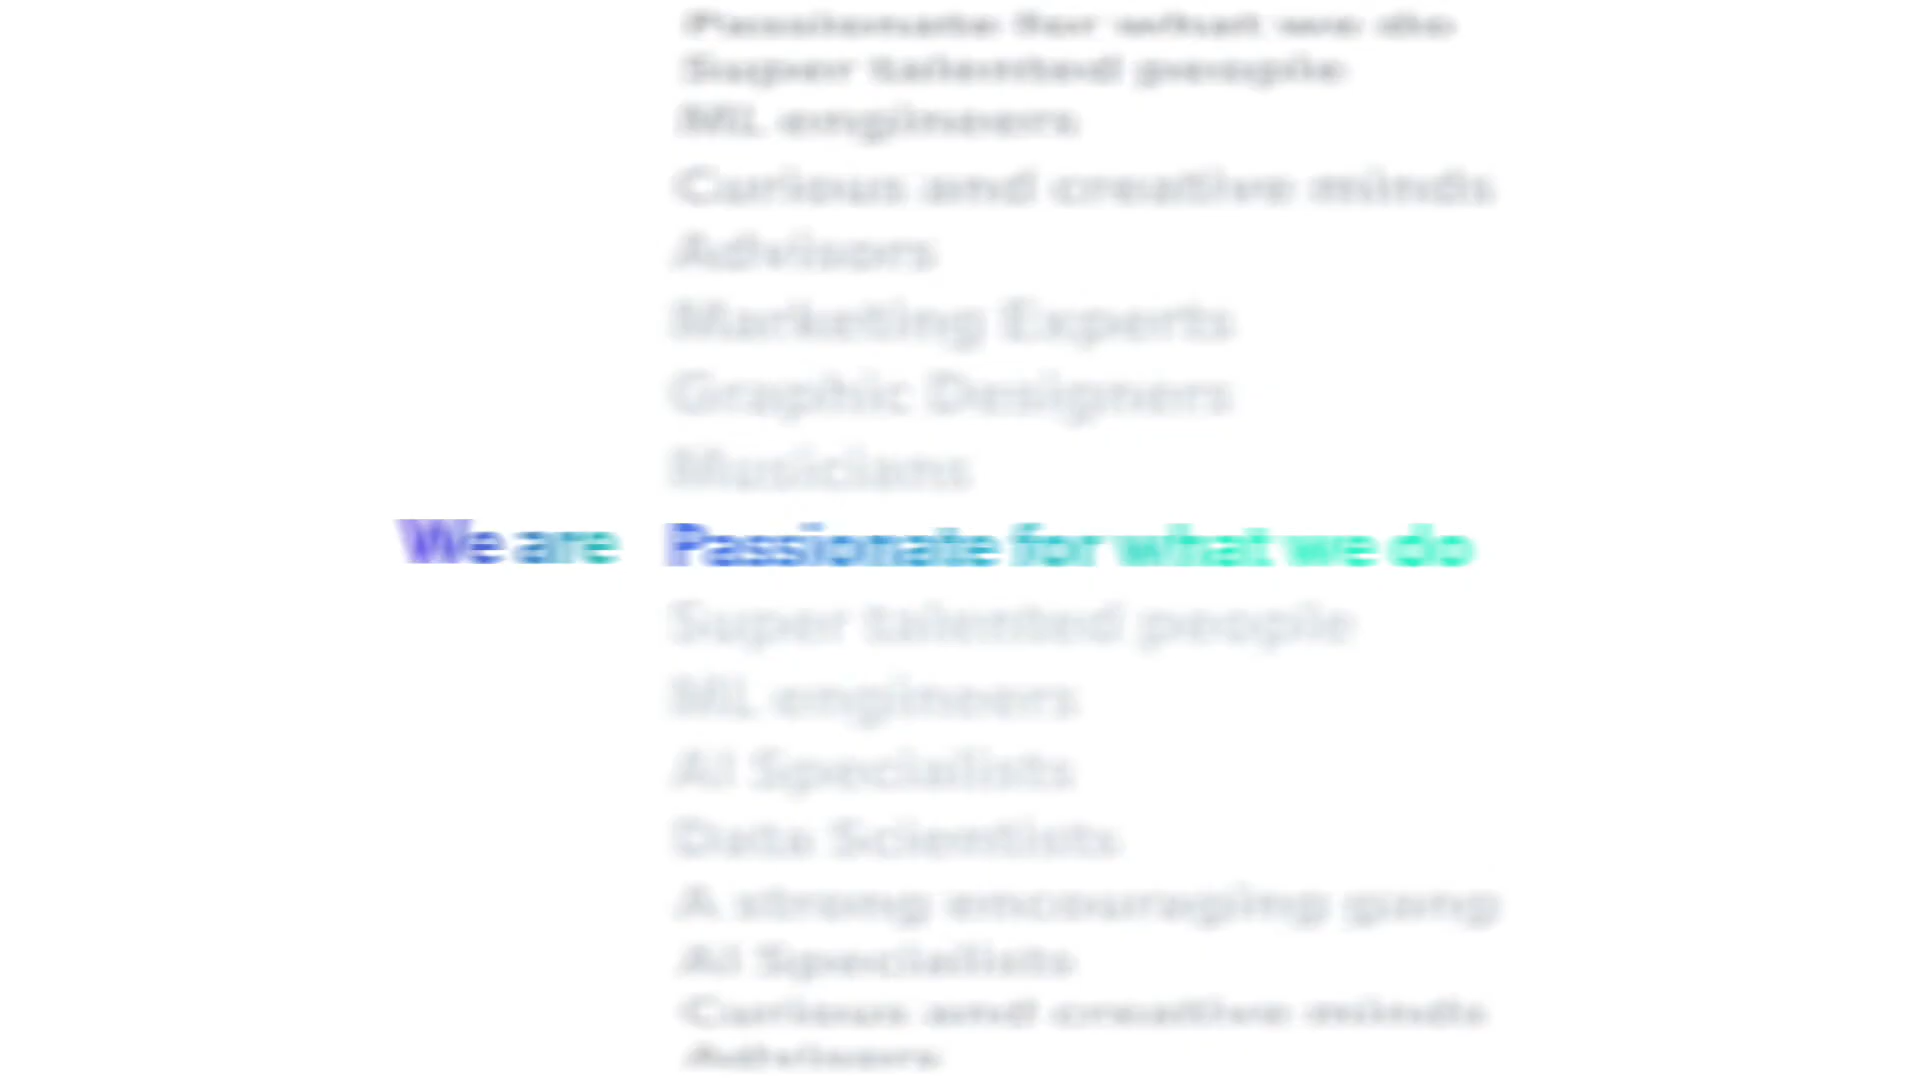 Passionate for what we do
Super talented people
ML engineers
Curious and creative minds
Advisors
Marketing Experts
Graphic Designers
Musicians
We are Passionate for what we do
Super talented people
ML engineers
AI Specialists
Data Scientists
A strong encouraging gang
AI Specialists
Curious and creative minds
Advisors